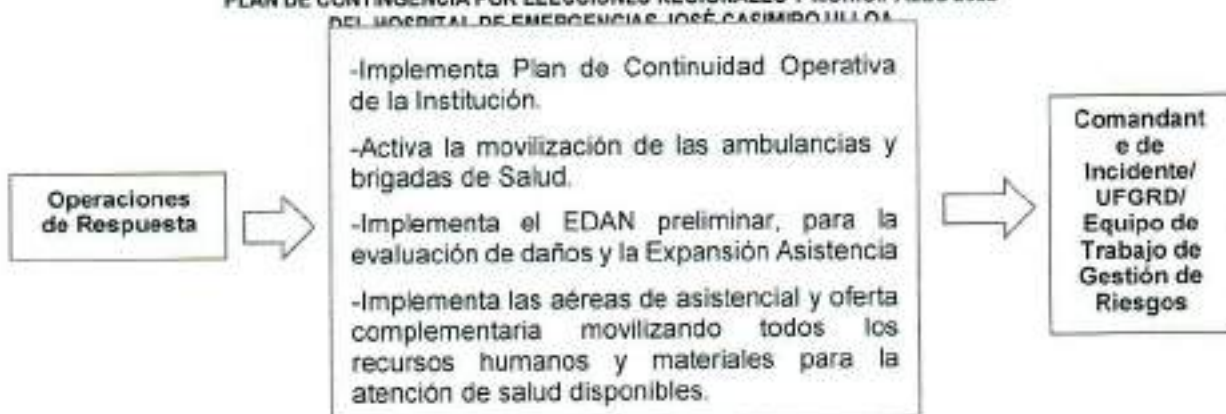 PLAN DE CONTINGENCIA POR ELECCIONES REGIONALES Y
DEL HOSPITAL DE EMERGENCIAS JOSÉ CASIMIRO ULLOA
-Implementa Plan de Continuidad Operativa
de la Institución.
-Activa la movilización de las ambulancias y
brigadas de Salud.
-Implementa el EDAN preliminar, para la
evaluación de daños y la Expansión Asistencia
-Implementa las aéreas de asistencial y oferta
complementaria movilizando todos los
recursos humanos y materiales para la
atención de salud disponibles.
Operaciones
de Respuesta
Comandant
e de
Incidente/
UFGRD/
Equipo de
Trabajo de
Gestión de
Riesgos